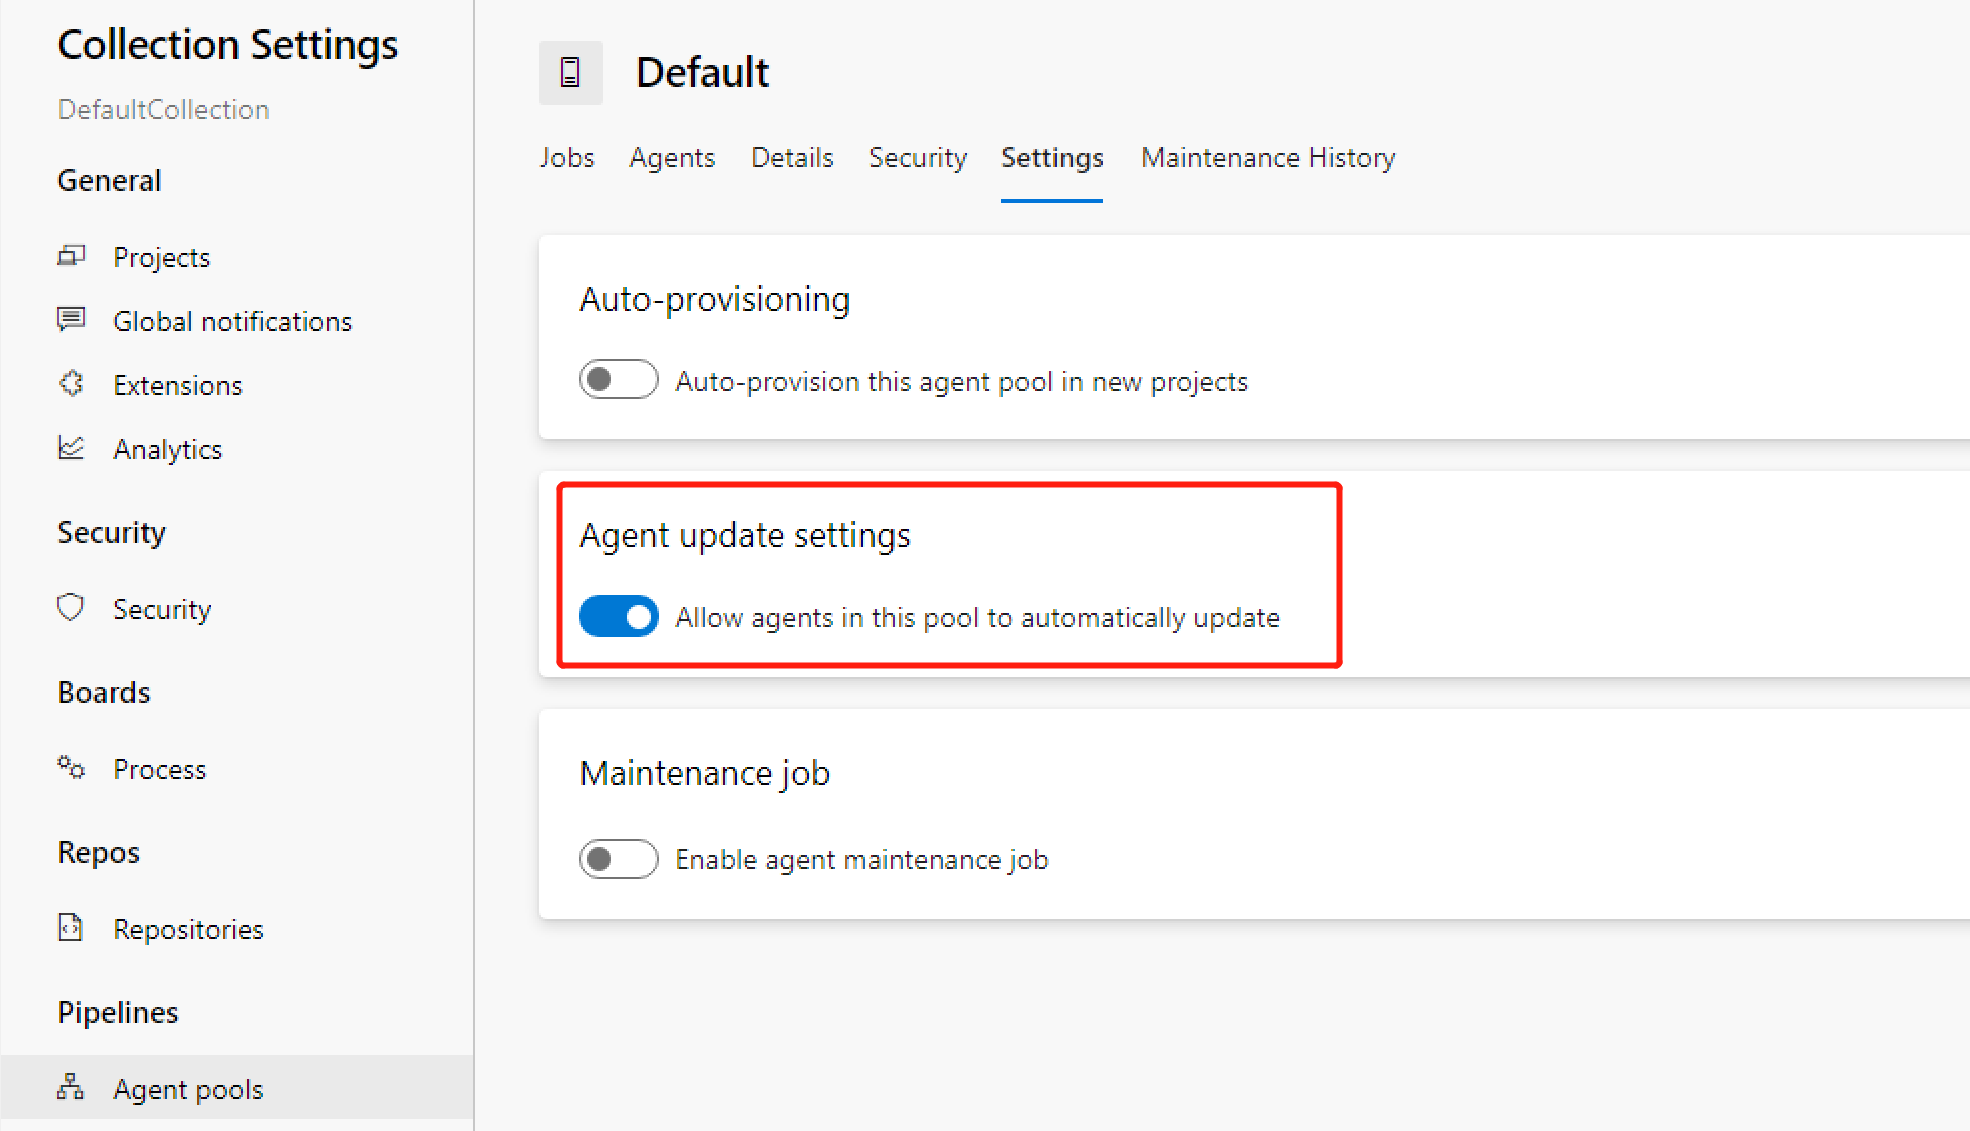 Collection Settings
DefaultCollection
General
Projects
Global notifications
Extensions
Analytics
Security
Security
Boards
Process
Repos
Repositories
Pipelines
Agent pools
Default
Jobs Agents Details Security Settings Maintenance History
Auto-provisioning
Auto-provision this agent pool in new projects
Agent update settings
Allow agents in this pool to automatically update
Maintenance job
Enable agent maintenance job